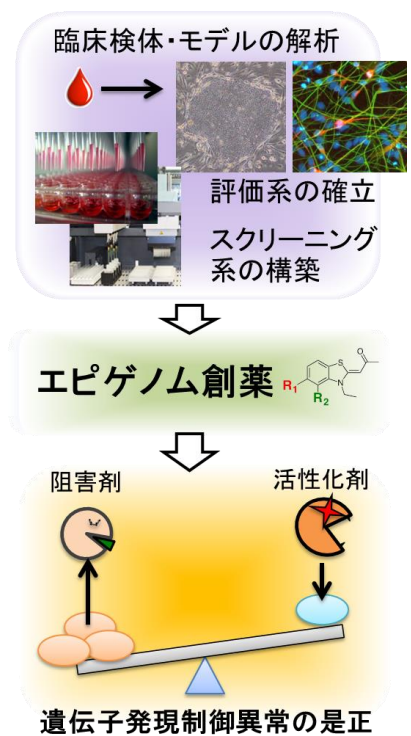 臨床検体・モデルの解析
評価系の確立
スクリーニング
系の構築
エピゲノム創薬
S
O
N
R1
R2
阻害剤
活性化剤
遺伝子発現制御異常の是正